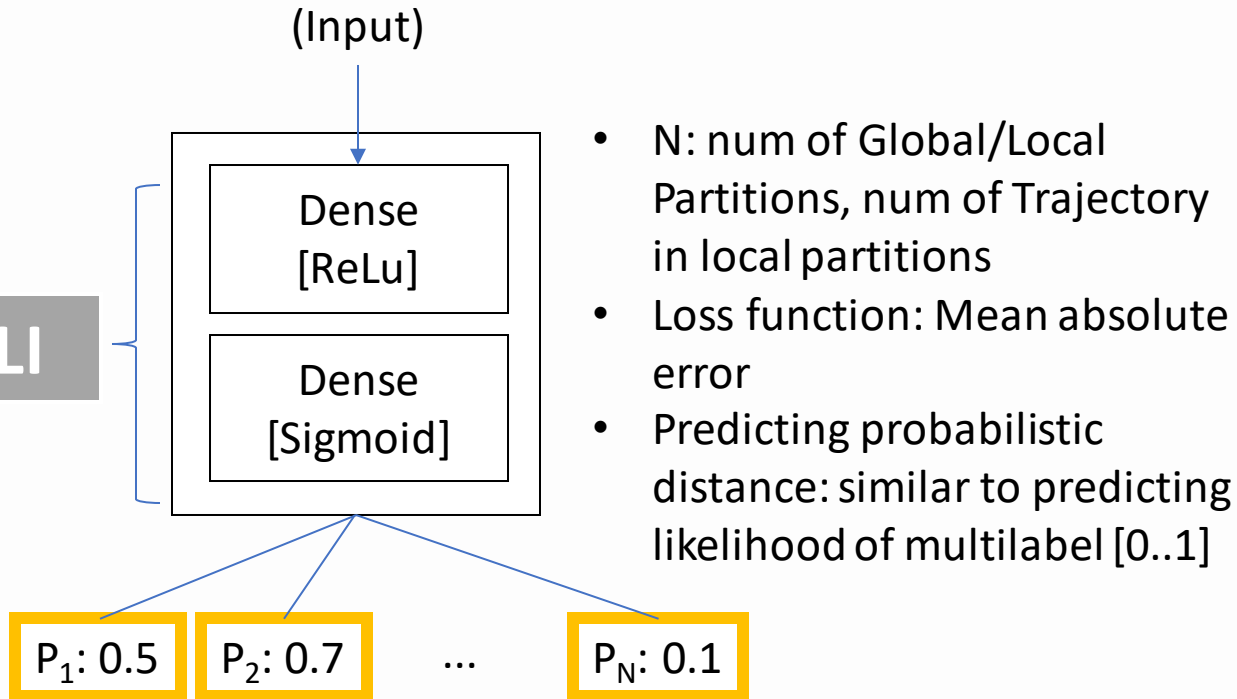 (Input)
Dense
[ReLu]
Dense
[Sigmoid]
LI
P₁: 0.5
P₂: 0.7
...
P_N: 0.1
• N: num of Global/Local
Partitions, num of Trajectory
in local partitions
• Loss function: Mean absolute
error
• Predicting probabilistic
distance: similar to predicting
likelihood of multilabel [0..1]